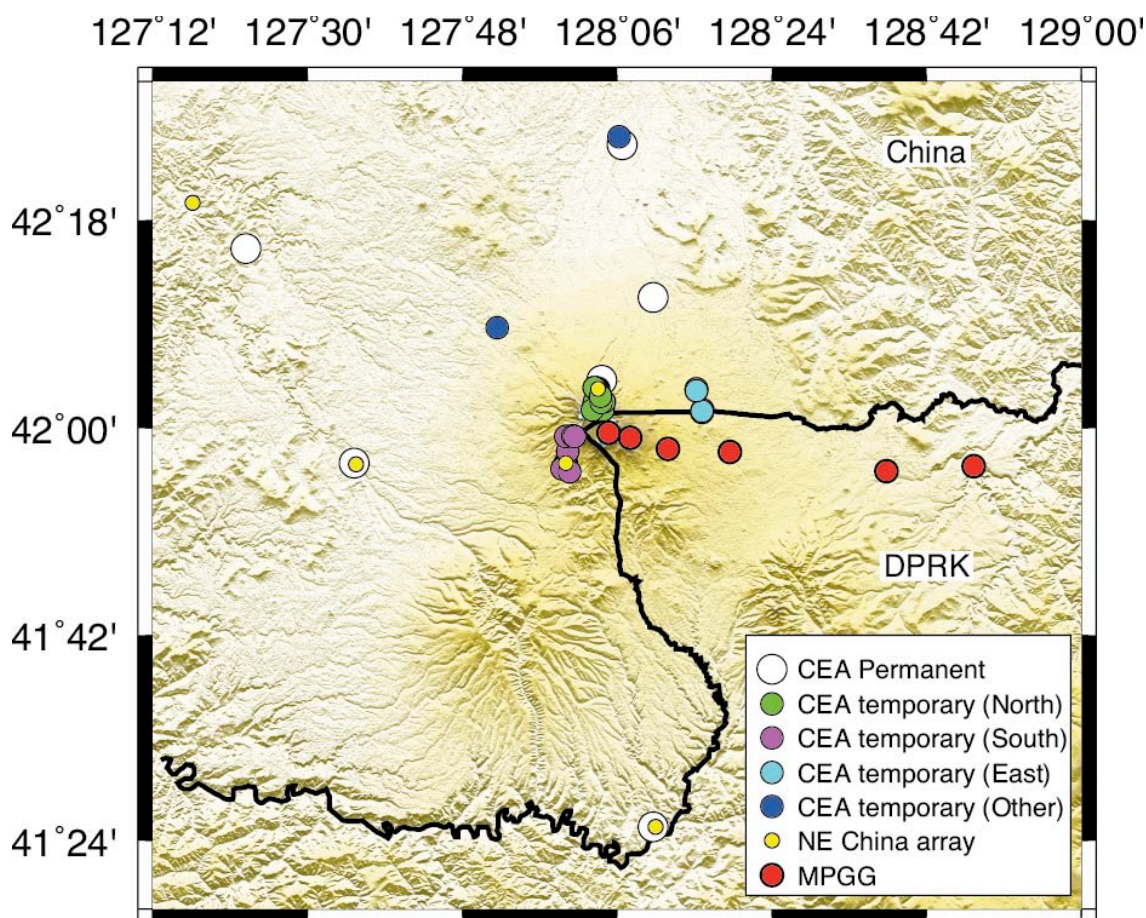 127˚12' 127˚30' 127˚48' 128˚06' 128˚24' 128˚42' 129˚00'
China
42˚18'
42˚00'
DPRK
41˚42'
CEA Permanent
CEA temporary (North)
CEA temporary (South)
CEA temporary (East)
CEA temporary (Other)
41˚24'
NE China array
MPGG